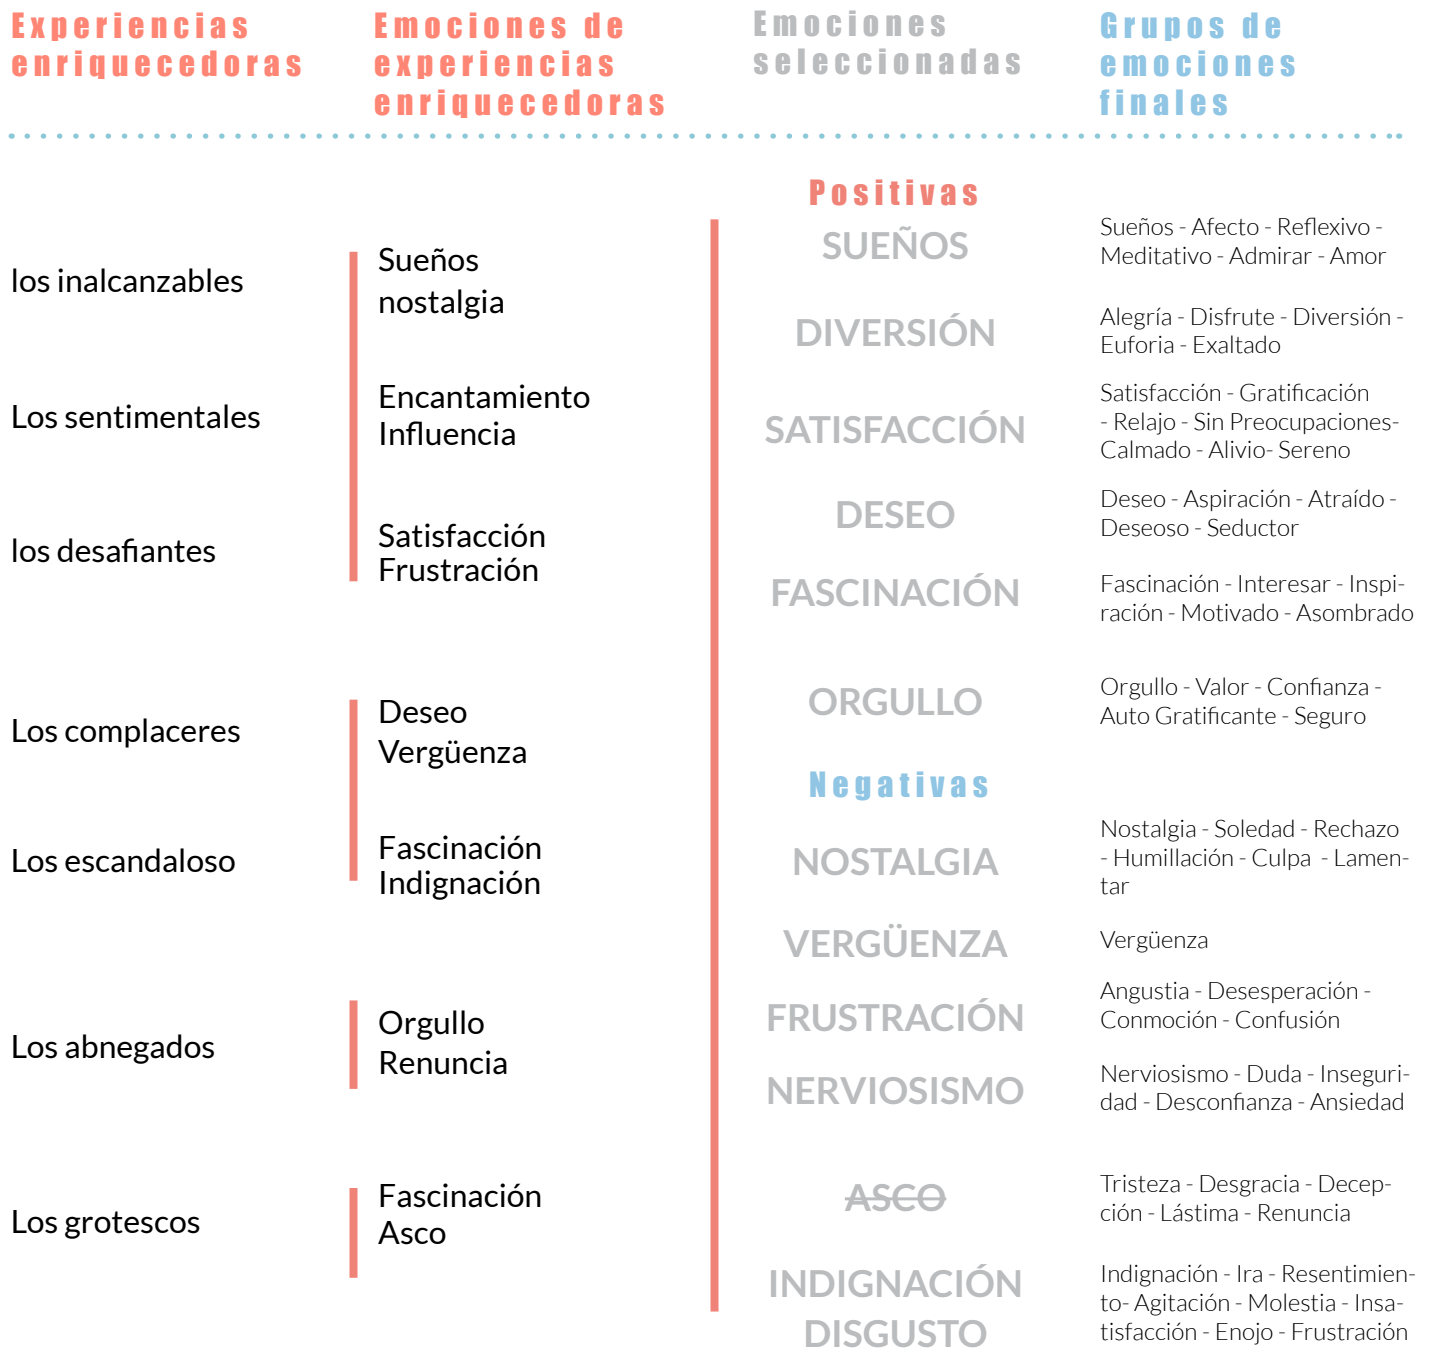 Experiencias
enriquecedoras
Emociones de
experiencias
enriquecedoras
Emociones
seleccionadas
Grupos de
emociones
finales
los inalcanzables
Los sentimentales
los desafiantes
Los complaceres
Los escandaloso
Los abnegados
Los grotescos
Sueños
nostalgia
Encantamiento
Influencia
Satisfacción
Frustración
Deseo
Vergüenza
Fascinación
Indignación
Orgullo
Renuncia
Fascinación
Asco
Positivas
SUEÑOS
DIVERSIÓN
SATISFACCIÓN
DESEO
FASCINACIÓN
ORGULLO
Negativas
NOSTALGIA
VERGÜENZA
FRUSTRACIÓN
NERVIOSISMO
ASCO
INDIGNACIÓN
DISGUSTO
Sueños - Afecto - Reflexivo -
Meditativo - Admirar - Amor
Alegría - Disfrute - Diversión -
Euforia - Exaltado
Satisfacción - Gratificación
- Relajo - Sin Preocupaciones-
Calmado - Alivio- Sereno
Deseo - Aspiración - Atraído -
Deseoso - Seductor
Fascinación - Interesar - Inspi-
ración - Motivado - Asombrado
Orgullo - Valor - Confianza -
Auto Gratificante - Seguro
Nostalgia - Soledad - Rechazo
- Humillación - Culpa  - Lamen-
tar
Vergüenza
Angustia - Desesperación -
Conmoción - Confusión
Nerviosismo - Duda - Inseguri-
dad - Desconfianza - Ansiedad
Tristeza - Desgracia - Decep-
ción - Lástima - Renuncia
Indignación - Ira - Resentimien-
to- Agitación - Molestia - Insa-
tisfacción - Enojo - Frustración